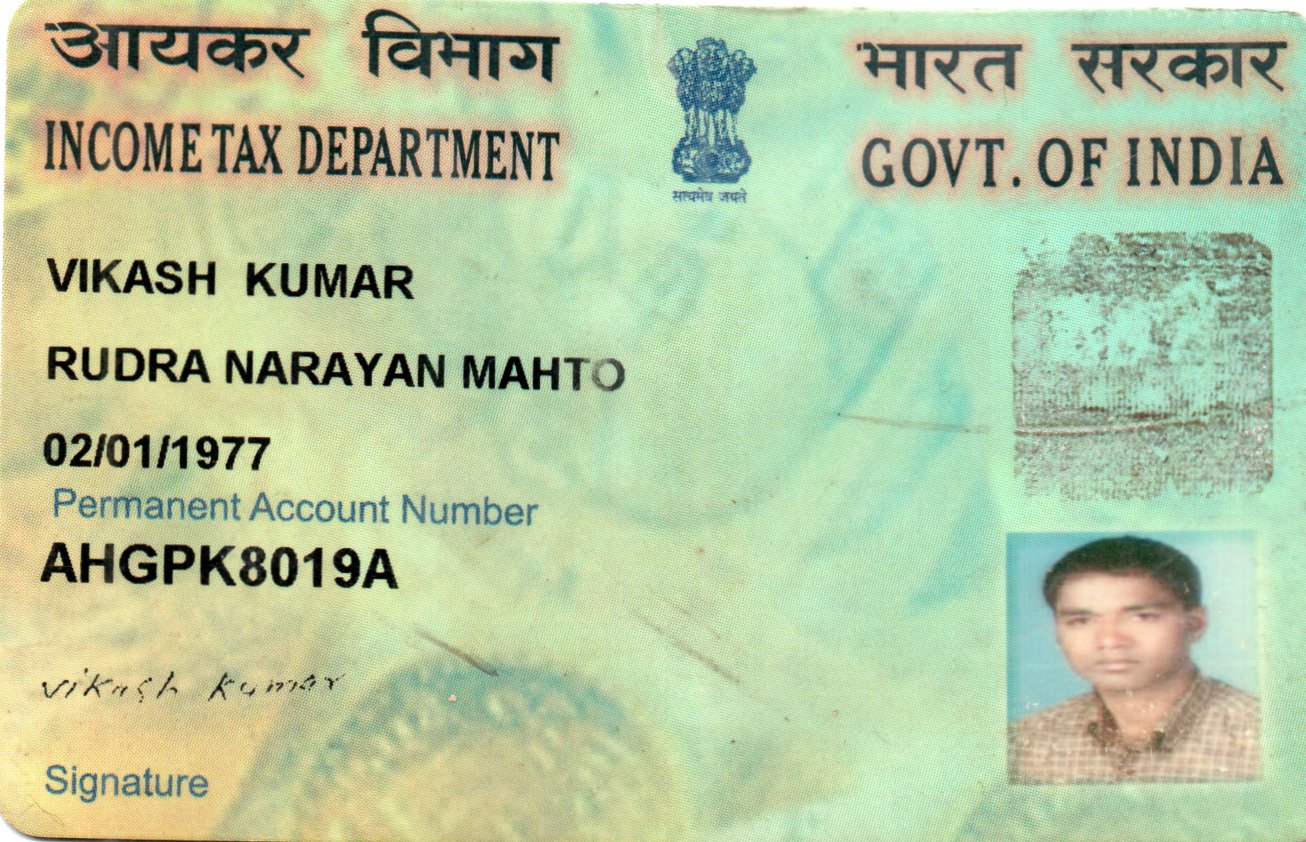 आयकर विभाग
INCOME TAX DEPARTMENT
सत्यमेव जयते
भारत सरकार
GOVT. OF INDIA
VIKASH KUMAR
RUDRA NARAYAN MAHTO
02/01/1977
Permanent Account Number
AHGPK8019A
vikash kumar
Signature